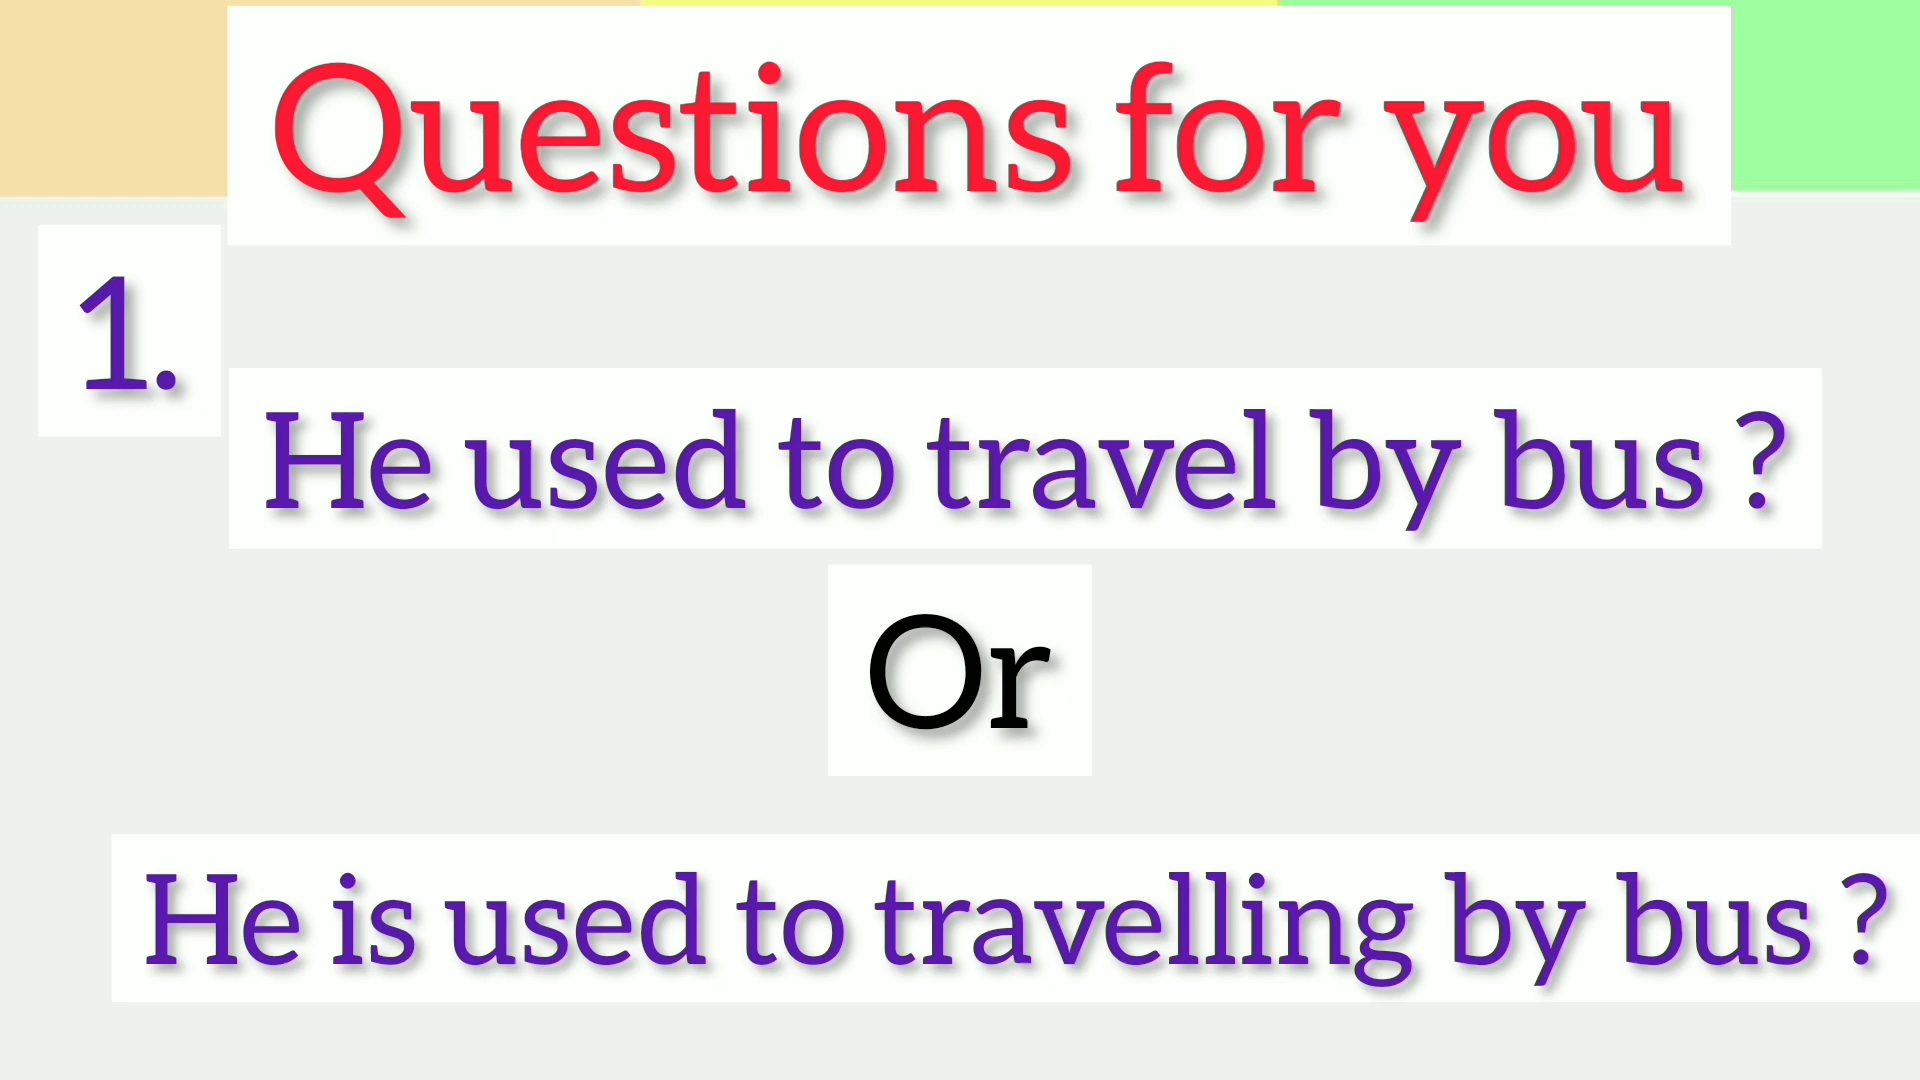 Questions for you
1.
He used to travel by bus ?
Or
He is used to travelling by bus ?